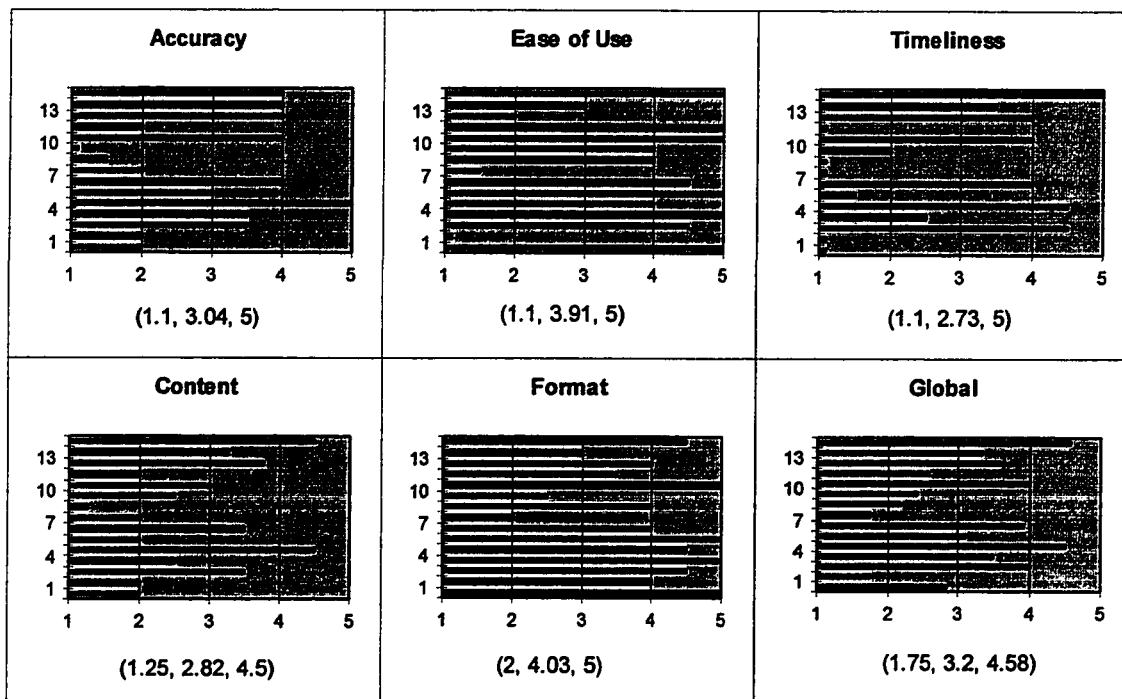 Accuracy
13
10
7
4
1
1 2 3 4 5
(1.1, 3.04, 5)
Ease of Use
13
10
7
4
1
1 2 3 4 5
(1.1, 3.91, 5)
Timeliness
13
10
7
4
1
1 2 3 4 5
(1.1, 2.73, 5)
Content
13
10
7
4
1
1 2 3 4 5
(1.25, 2.82, 4.5)
Format
13
10
7
4
1
1 2 3 4 5
(2, 4.03, 5)
Global
13
10
7
4
1
1 2 3 4 5
(1.75, 3.2, 4.58)